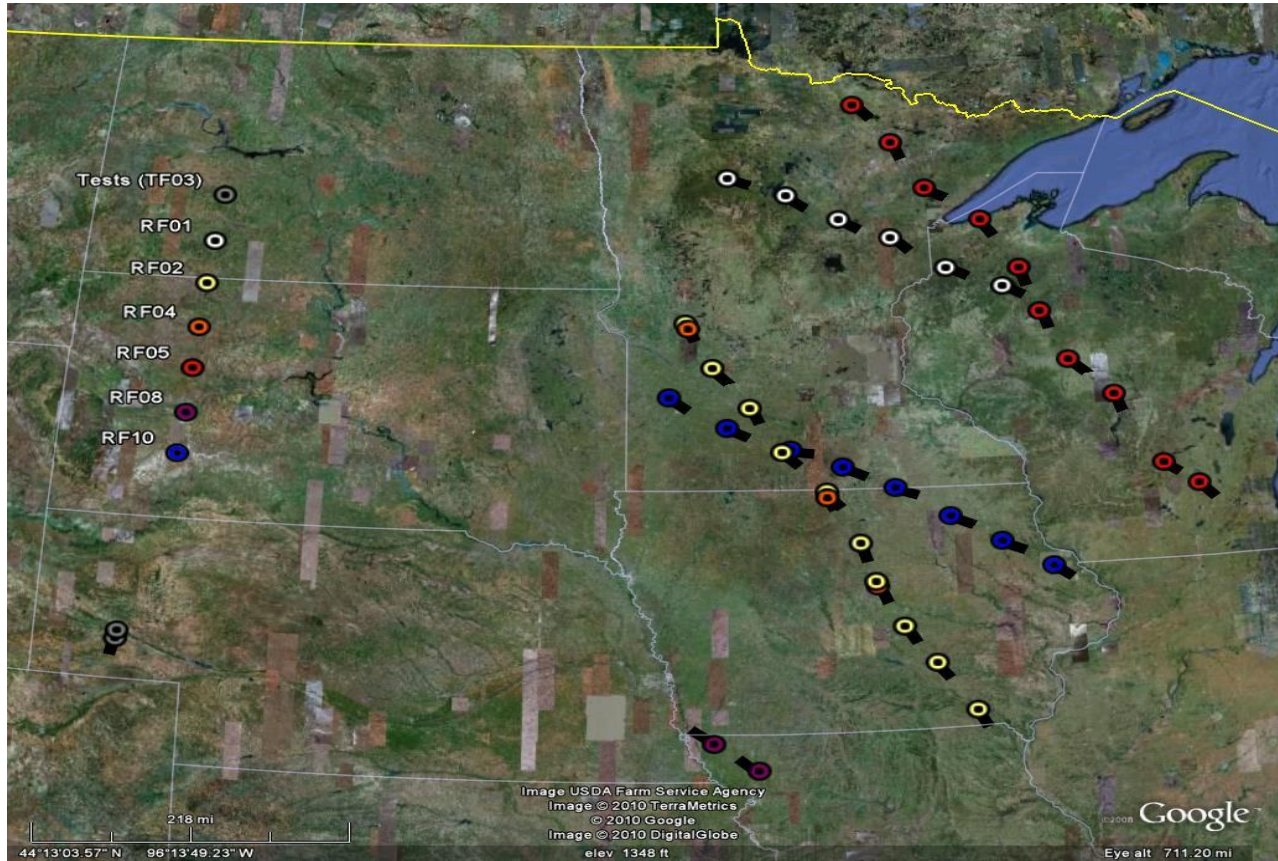 Tests (TF03)
RF01
RF02
RF04
RF05
RF08
RF10
Image USDA Farm Service Agency
Image © 2010 TerraMetrics
© 2010 Google
Image © 2010 DigitalGlobe
218 mi
©2008 Google
44°13'03.57" N 96°13'49.23" W elev 1348 ft Eye alt 711.20 mi